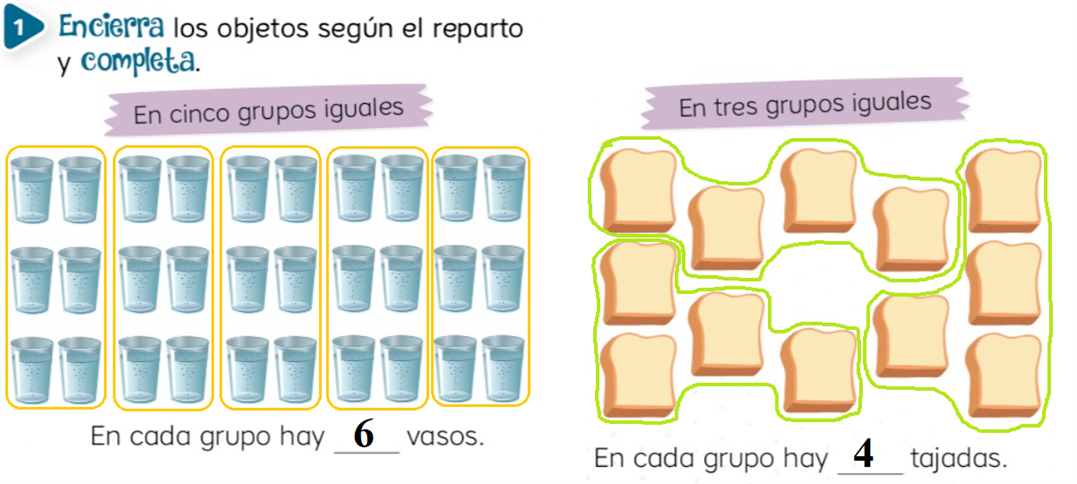 1 Encierra los objetos según el reparto
y completa.
En cinco grupos iguales
En tres grupos iguales
En cada grupo hay 6 vasos.
En cada grupo hay 4 tajadas.